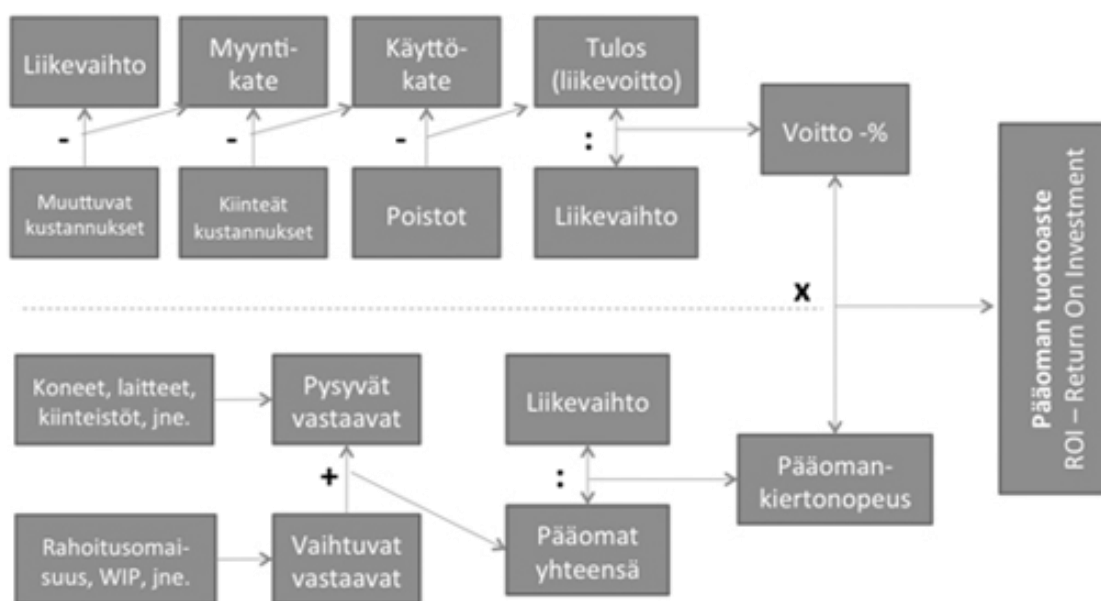 Liikevaihto
Myynti-
kate
Käyttö-
kate
Tulos
(liikevoitto)
-
-
-
:
Voitto -%
Muuttuvat
kustannukset
Kiinteät
kustannukset
Poistot
Liikevaihto
x
Pääoman tuottoaste
ROI – Return On Investment
Koneet, laitteet,
kiinteistöt, jne.
Pysyvät
vastaavat
Liikevaihto
+
:
Pääoman-
kiertonopeus
Rahoitusomai-
suus, WIP, jne.
Vaihtuvat
vastaavat
Pääomat
yhteensä